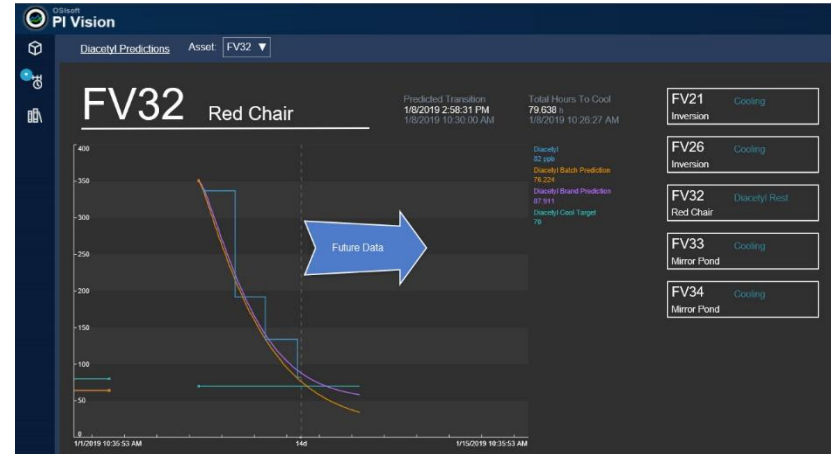 OSIsoft
PI Vision
Diacetyl Predictions Asset: FV32 ▼
FV32 Red Chair
Predicted Transition
1/8/2019 2:58:31 PM
1/8/2019 10:30:00 AM
Total Hours To Cool
79.638 h
1/8/2019 10:26:27 AM
400
350
300
250
200
150
100
50
0
Diacetyl
82 ppb
Diacetyl Batch Prediction
76.224
Diacetyl Brand Prediction
87.911
Diacetyl Cool Target
70
Future Data
1/1/2019 10:35:53 AM
14d
1/15/2019 10:35:53 AM
FV21 Cooling
Inversion
FV26 Cooling
Inversion
FV32 Diacetyl Rest
Red Chair
FV33 Cooling
Mirror Pond
FV34 Cooling
Mirror Pond